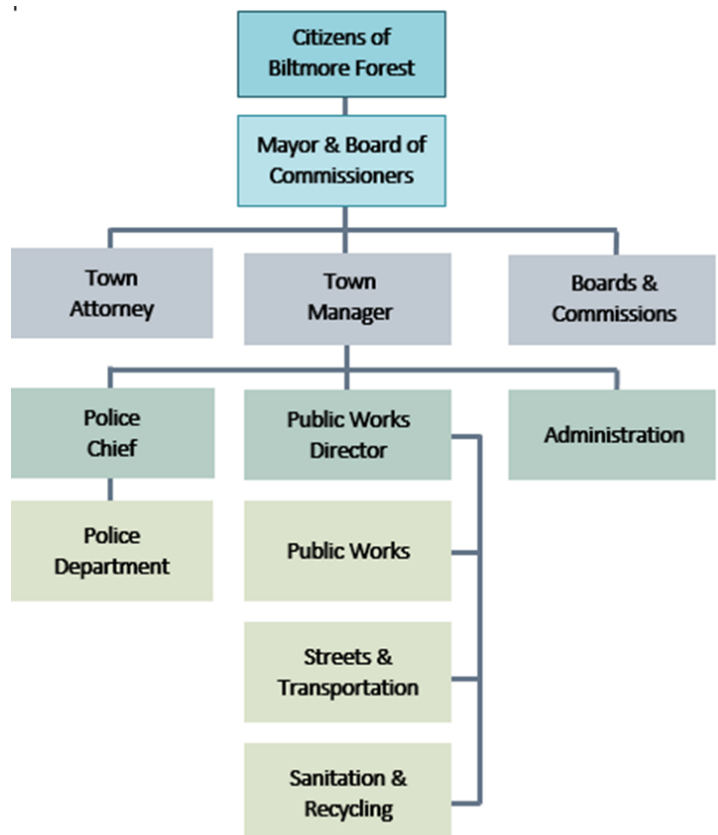 Citizens of
Biltmore Forest
Mayor & Board of
Commissioners
Town
Attorney
Town
Manager
Boards &
Commissions
Police
Chief
Public Works
Director
Administration
Police
Department
Public Works
Streets &
Transportation
Sanitation &
Recycling